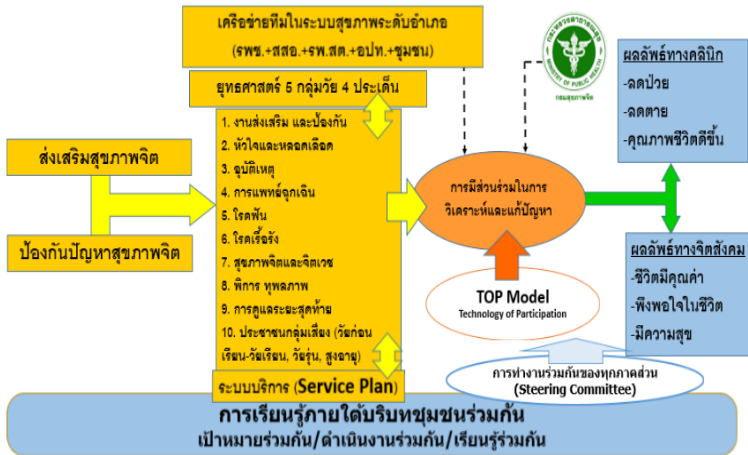 เครือข่ายทีมในระบบสุขภาพระดับอำเภอ
(รพช.+สสอ.+รพ.สต.+อปท.+ชุมชน)
กระทรวงสาธารณสุข
MINISTRY OF PUBLIC HEALTH
กรมสุขภาพจิต
ยุทธศาสตร์ 5 กลุ่มวัย 4 ประเด็น
ส่งเสริมสุขภาพจิต
ป้องกันปัญหาสุขภาพจิต
1. งานส่งเสริม และป้องกัน
2. หัวใจและหลอดเลือด
3. อุบัติเหตุ
4. การแพทย์ฉุกเฉิน
5. โรคฟัน
6. โรคเรื้อรัง
7. สุขภาพจิตและจิตเวช
8. พิการ ทุพลภาพ
9. การดูแลระยะสุดท้าย
10. ประชาชนกลุ่มเสี่ยง (วัยก่อน
เรียน-วัยเรียน, วัยรุ่น, สูงอายุ)
ระบบบริการ (Service Plan)
การมีส่วนร่วมในการ
วิเคราะห์และแก้ปัญหา
TOP Model
Technology of Participation
การทำงานร่วมกันของทุกภาคส่วน
(Steering Committee)
ผลลัพธ์ทางคลินิก
-ลดป่วย
-ลดตาย
-คุณภาพชีวิตดีขึ้น
ผลลัพธ์ทางจิตสังคม
-ชีวิตมีคุณค่า
-พึงพอใจในชีวิต
-มีความสุข
การเรียนรู้ภายใต้บริบทชุมชนร่วมกัน
เป้าหมายร่วมกัน/ดำเนินงานร่วมกัน/เรียนรู้ร่วมกัน